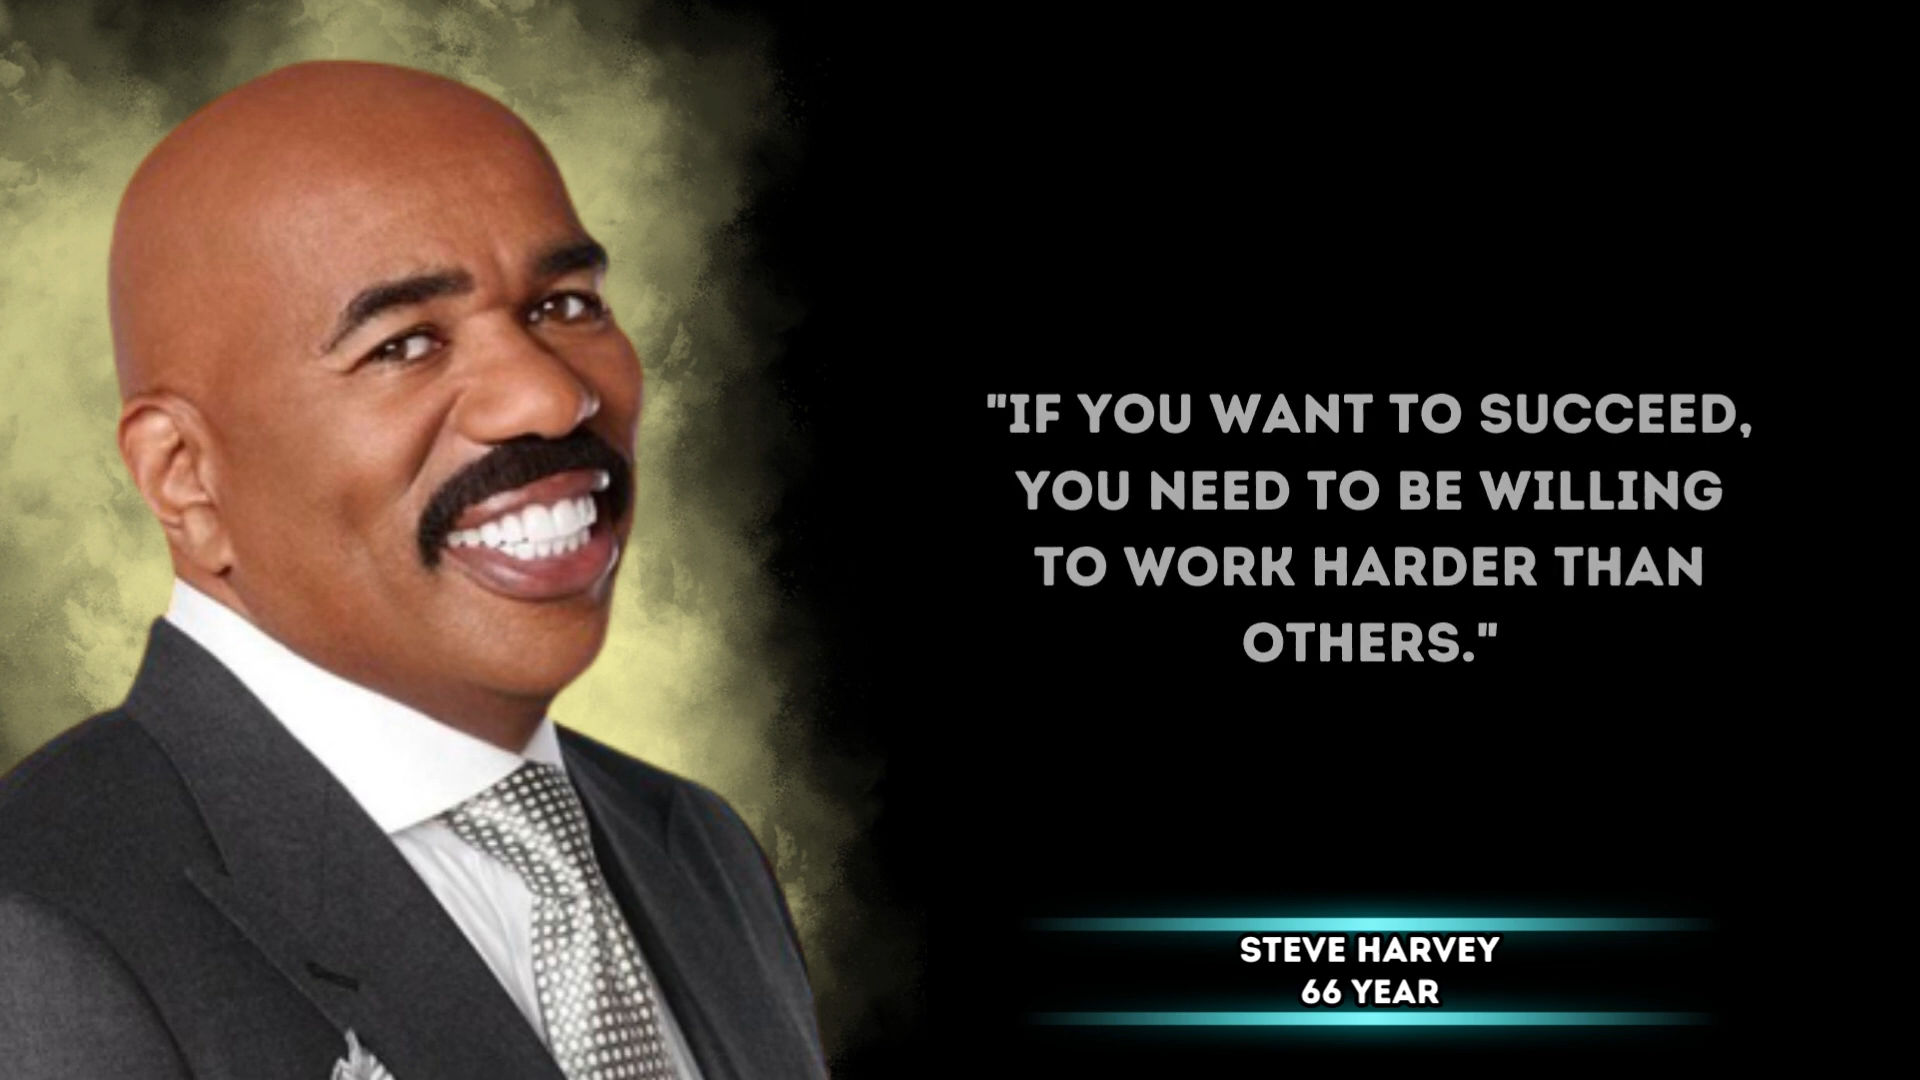 "IF YOU WANT TO SUCCEED,
YOU NEED TO BE WILLING
TO WORK HARDER THAN
OTHERS."
STEVE HARVEY
66 YEAR